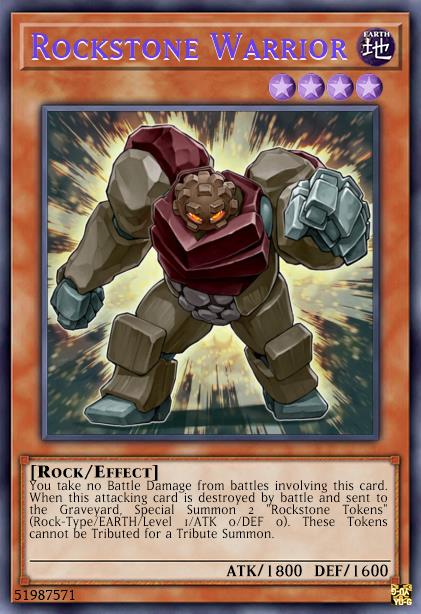 Rockstone Warrior
EARTH
地
[Rock/Effect]
You take no Battle Damage from battles involving this card.
When this attacking card is destroyed by battle and sent to
the Graveyard, Special Summon 2 "Rockstone Tokens"
(Rock-Type/EARTH/Level 1/ATK 0/DEF 0). These Tokens
cannot be Tributed for a Tribute Summon.
ATK/1800 DEF/1600
51987571